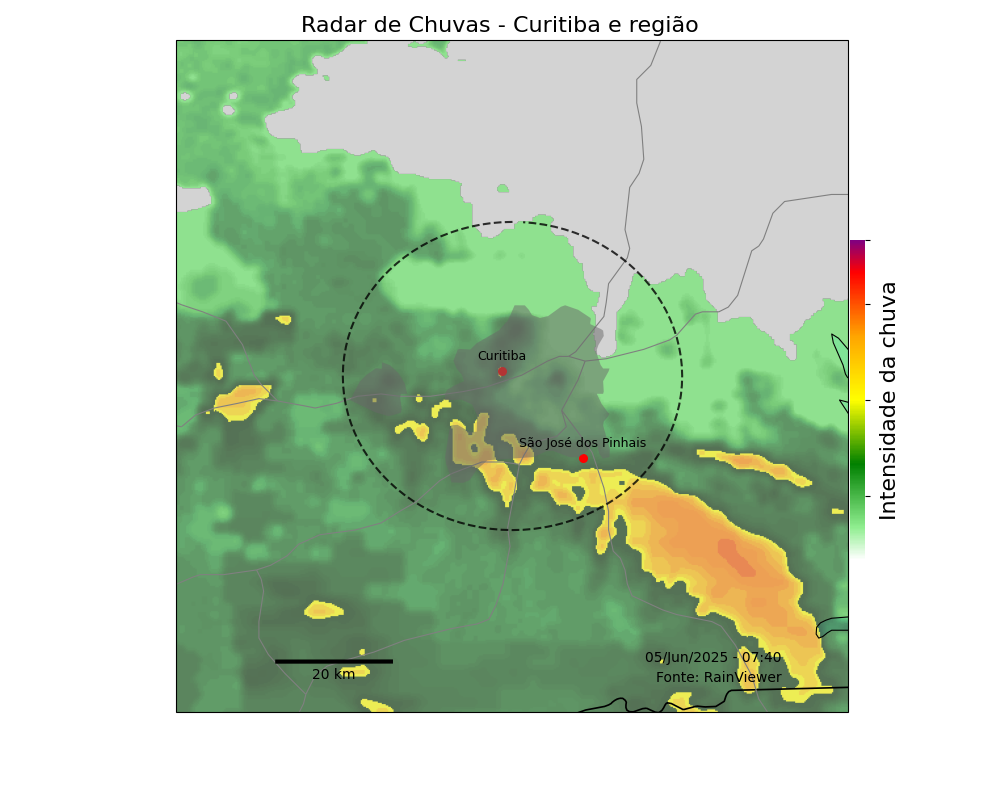 Radar de Chuvas - Curitiba e região
Curitiba
São José dos Pinhais
Intensidade da chuva
05/Jun/2025 - 07:40
Fonte: RainViewer
20 km